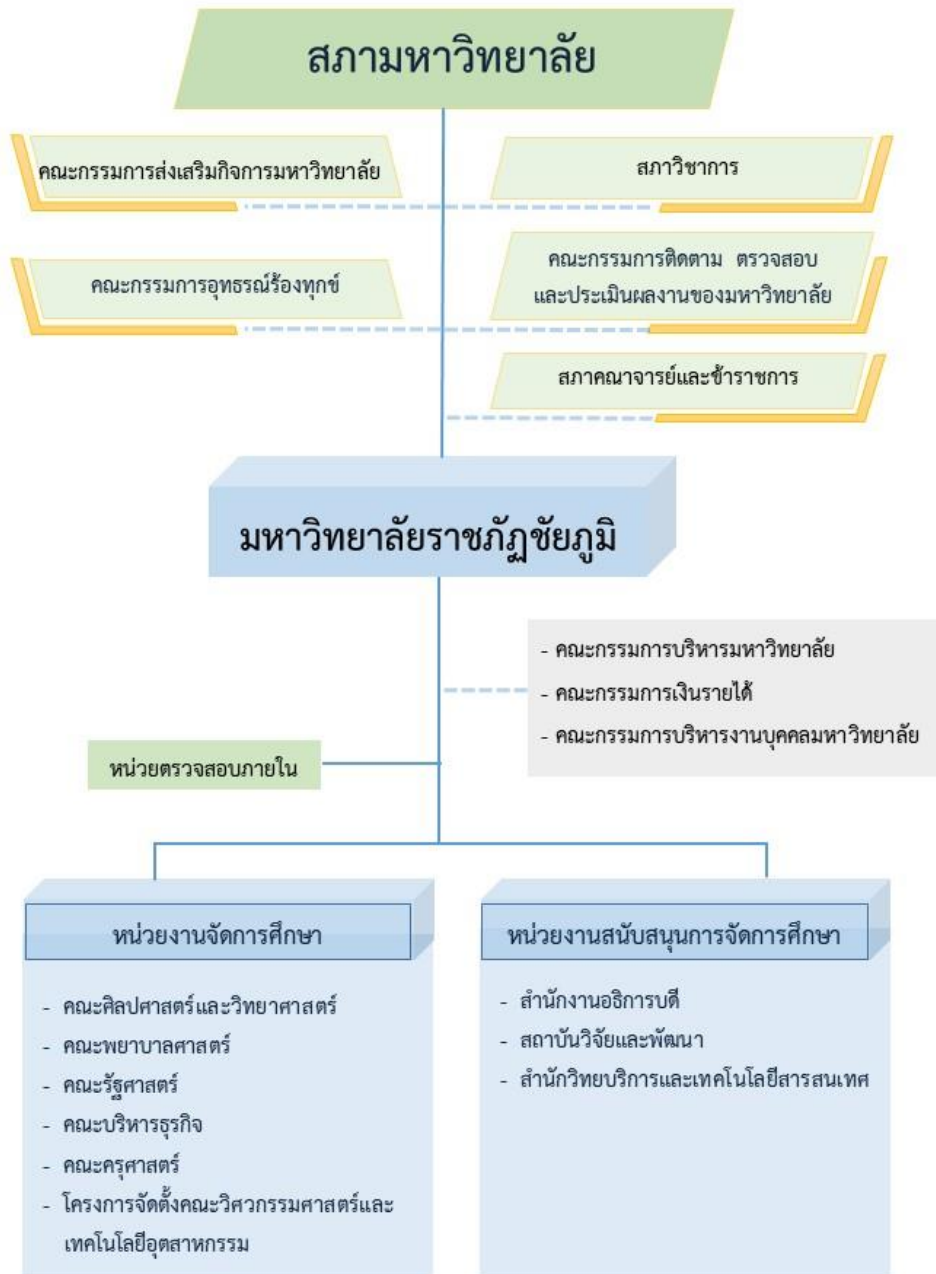 สภามหาวิทยาลัย
คณะกรรมการส่งเสริมกิจการมหาวิทยาลัย
สภาวิชาการ
คณะกรรมการอุทธรณ์ร้องทุกข์
คณะกรรมการติดตาม ตรวจสอบ
และประเมินผลงานของมหาวิทยาลัย
สภาคณาจารย์และข้าราชการ
มหาวิทยาลัยราชภัฏชัยภูมิ
- คณะกรรมการบริหารมหาวิทยาลัย
- คณะกรรมการเงินรายได้
- คณะกรรมการบริหารงานบุคคลมหาวิทยาลัย
หน่วยตรวจสอบภายใน
หน่วยงานจัดการศึกษา
- คณะศิลปศาสตร์และวิทยาศาสตร์
- คณะพยาบาลศาสตร์
- คณะรัฐศาสตร์
- คณะบริหารธุรกิจ
- คณะครุศาสตร์
- โครงการจัดตั้งคณะวิศวกรรมศาสตร์และ
เทคโนโลยีอุตสาหกรรม
หน่วยงานสนับสนุนการจัดการศึกษา
- สำนักงานอธิการบดี
- สถาบันวิจัยและพัฒนา
- สำนักวิทยบริการและเทคโนโลยีสารสนเทศ